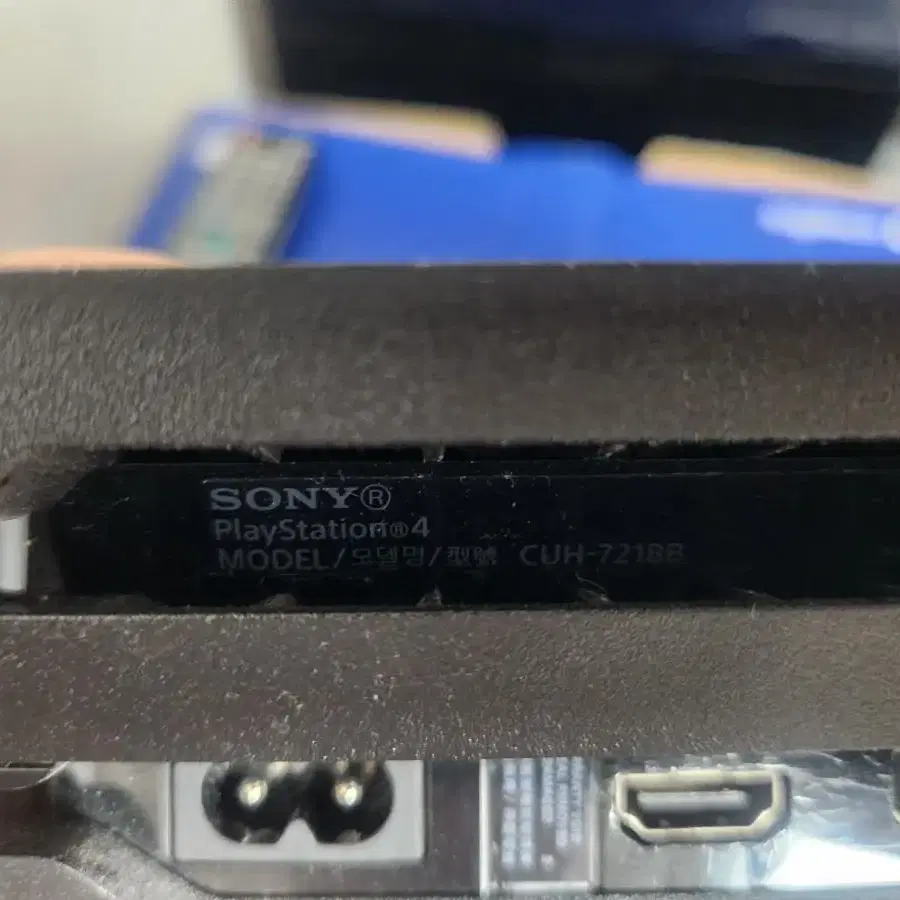 SONY®
PlayStation®4
MODEL/모델명/型號 CUH-7218B